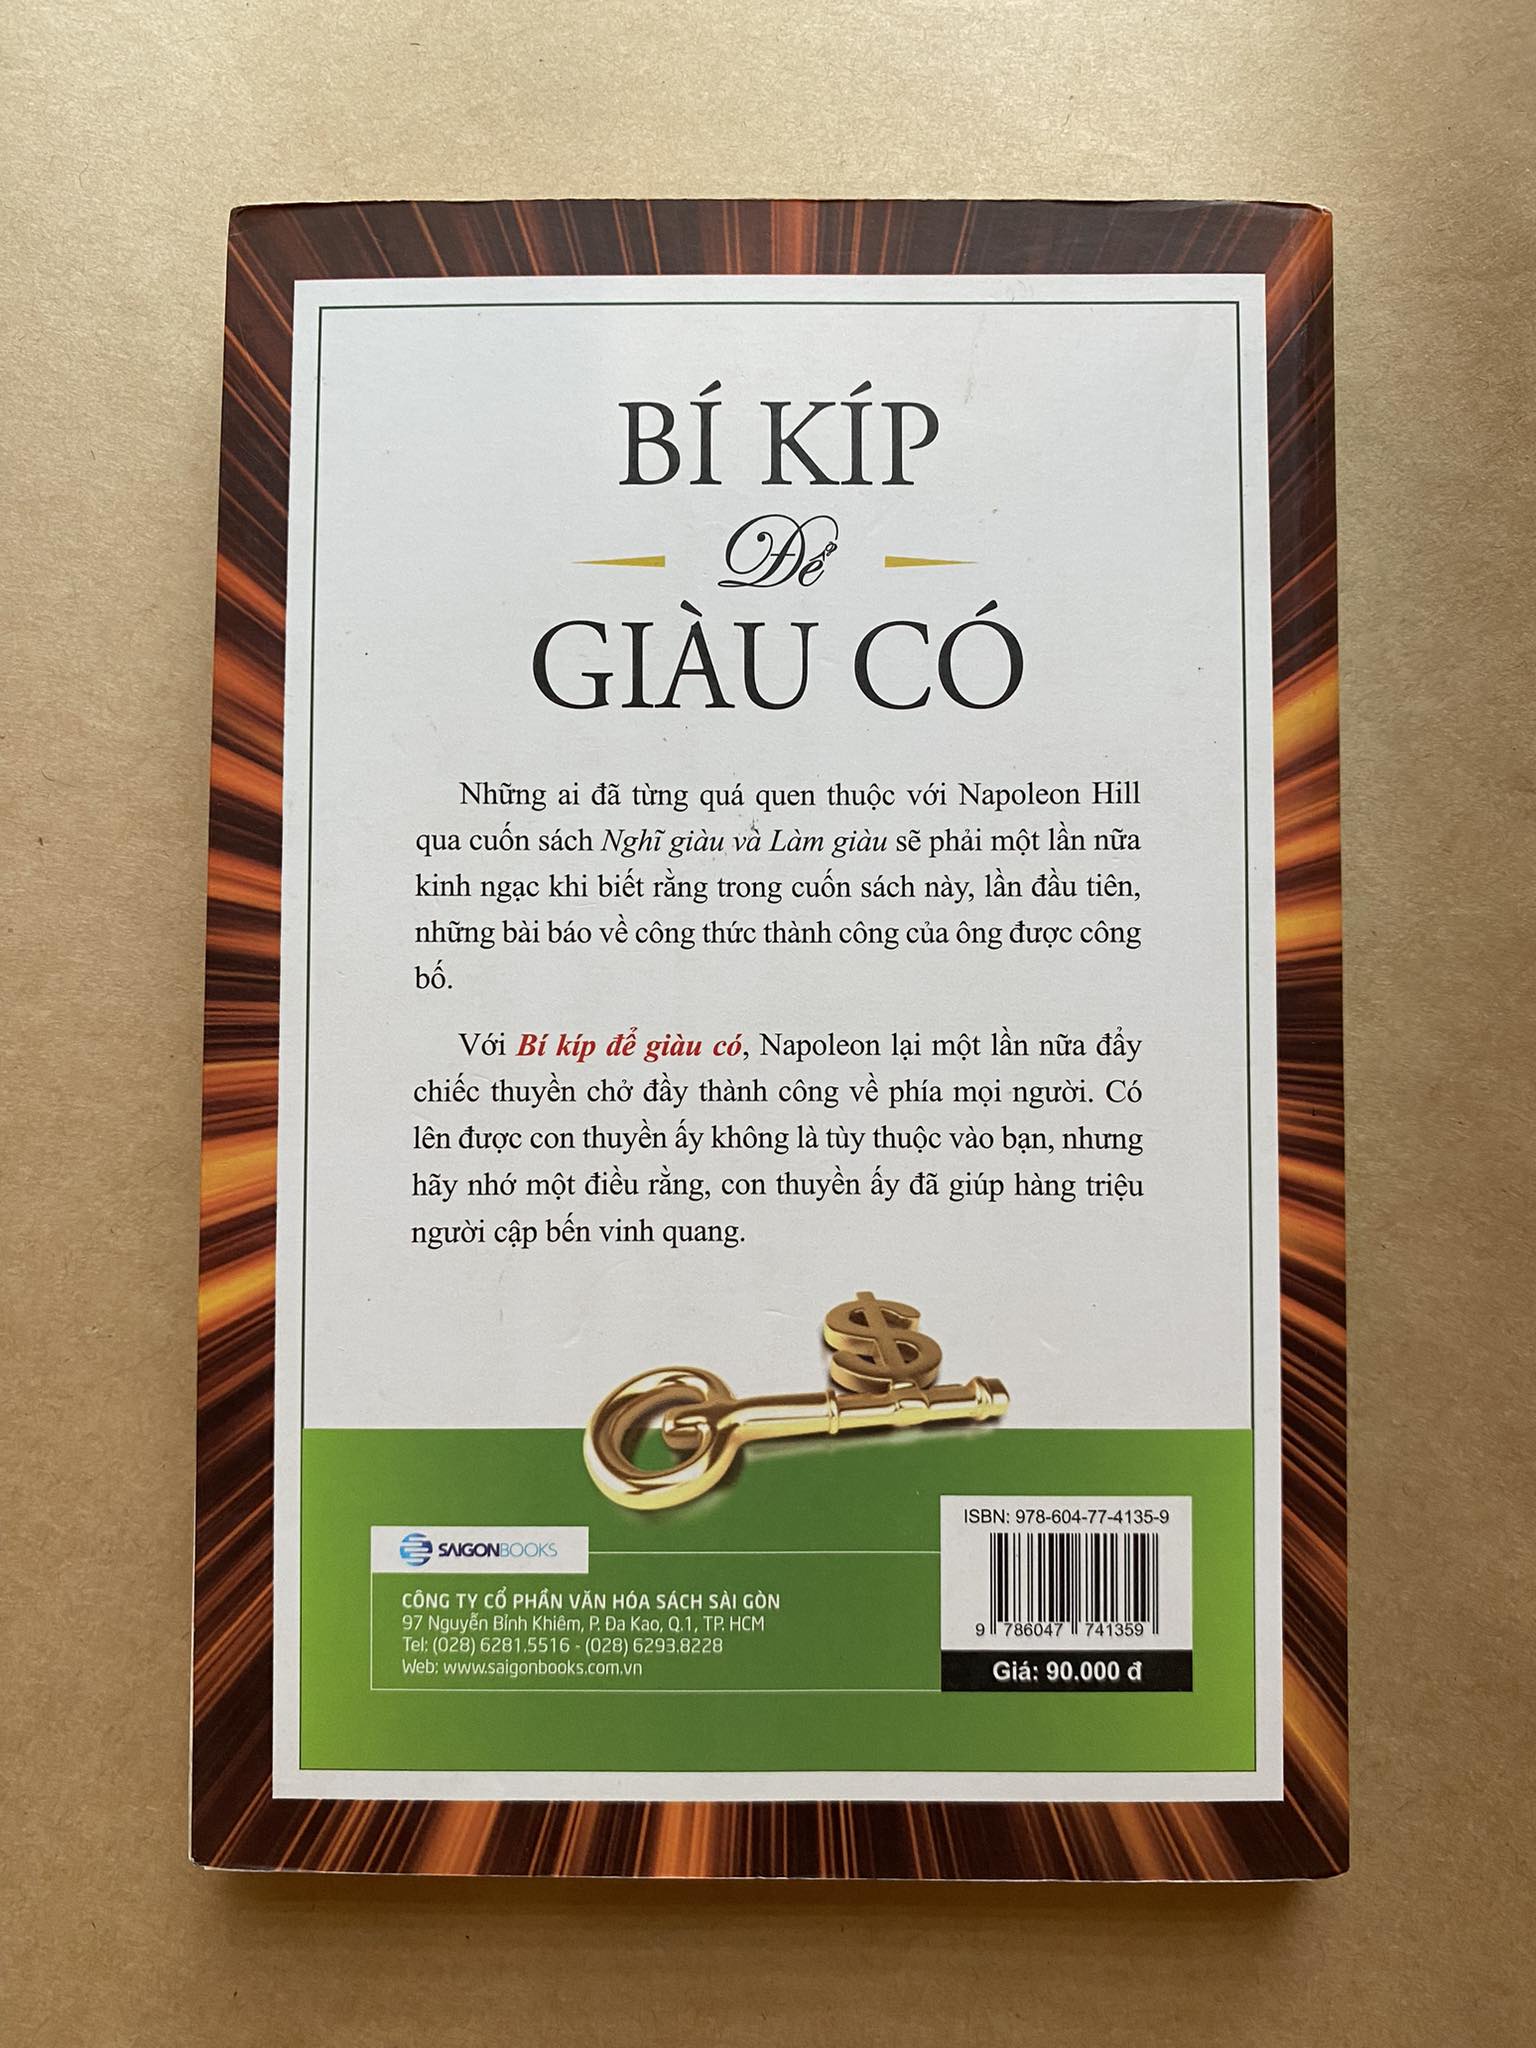 BÍ KÍP
Để
GIÀU CÓ
Những ai đã từng quá quen thuộc với Napoleon Hill
qua cuốn sách Nghĩ giàu và Làm giàu sẽ phải một lần nữa
kinh ngạc khi biết rằng trong cuốn sách này, lần đầu tiên,
những bài báo về công thức thành công của ông được công
bố.
Với Bí kíp để giàu có, Napoleon lại một lần nữa đẩy
chiếc thuyền chở đầy thành công về phía mọi người. Có
lên được con thuyền ấy không là tùy thuộc vào bạn, nhưng
hãy nhớ một điều rằng, con thuyền ấy đã giúp hàng triệu
người cập bến vinh quang.
$
SAIGONBOOKS
CÔNG TY CỔ PHẦN VĂN HÓA SÁCH SÀI GÒN
97 Nguyễn Bỉnh Khiêm, P. Đa Kao, Q.1, TP. HCM
Tel: (028) 6281.5516 - (028) 6293.8228
Web: www.saigonbooks.com.vn
ISBN: 978-604-77-4135-9
9 786047 741359
Giá: 90.000 đ